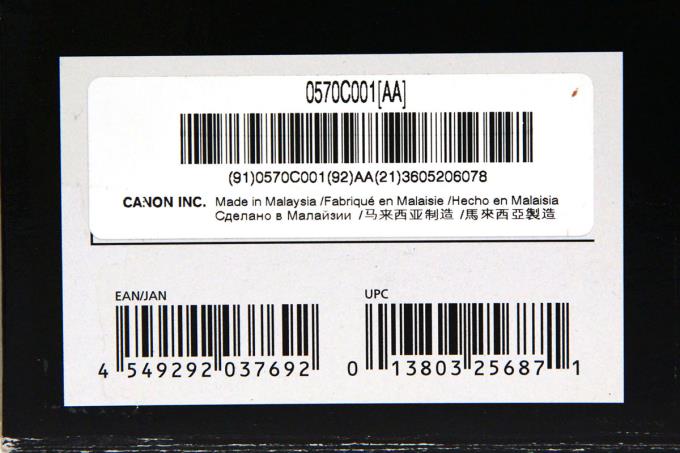 0570C001[AA]
(91)0570C001(92)AA(21)3605206078
CANON INC. Made in Malaysia /Fabriqué en Malaisie /Hecho en Malaisia
Сделано в Малайзии /马来西亚制造 /馬來西亞製造
EAN/JAN
4 549292 037692
UPC
0 13803 25687 1